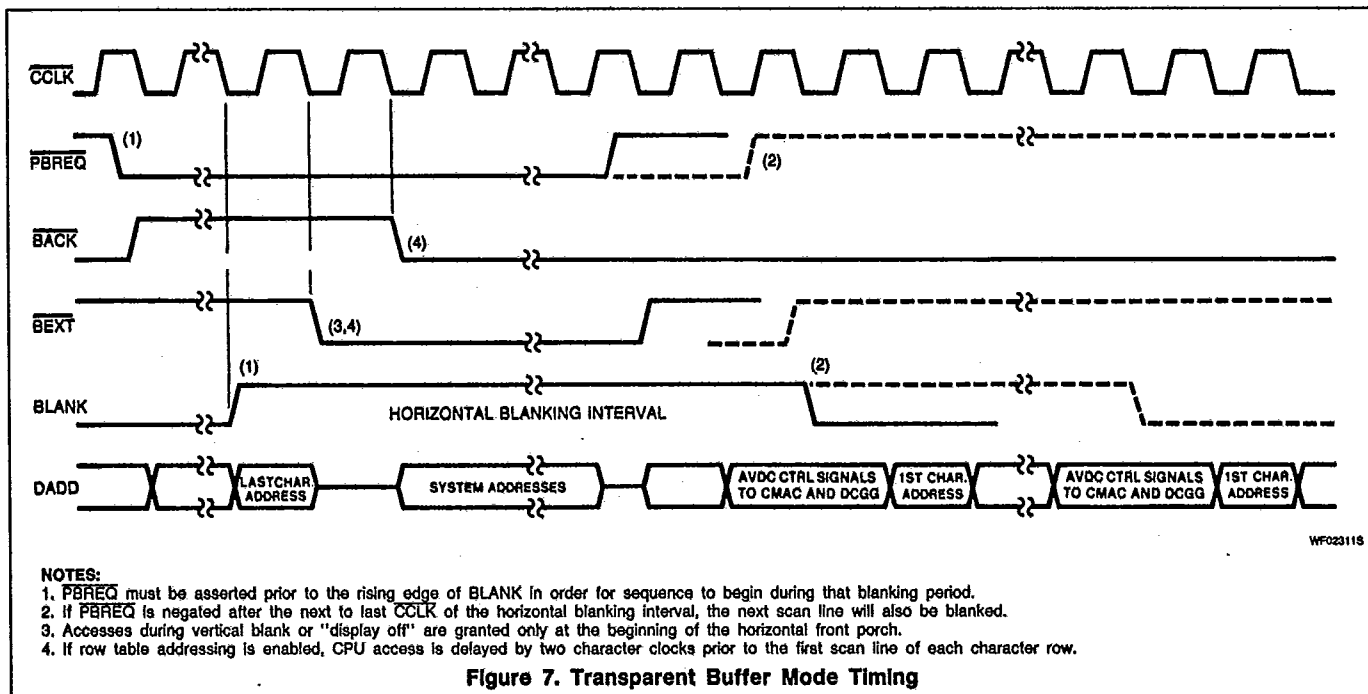 CCLK
PBREQ
(1)
(2)
BACK
(4)
BEXT
(3,4)
BLANK
(1)
HORIZONTAL BLANKING INTERVAL
(2)
DADD
LASTCHAR.
ADDRESS
SYSTEM ADDRESSES
AVDC CTRL SIGNALS
TO CMAC AND DCGG
1ST CHAR.
ADDRESS
AVDC CTRL SIGNALS
TO CMAC AND DCGG
1ST CHAR.
ADDRESS
WF02311S
NOTES:
1. PBREQ must be asserted prior to the rising edge of BLANK in order for sequence to begin during that blanking period.
2. If PBREQ is negated after the next to last CCLK of the horizontal blanking interval, the next scan line will also be blanked.
3. Accesses during vertical blank or "display off" are granted only at the beginning of the horizontal front porch.
4. If row table addressing is enabled, CPU access is delayed by two character clocks prior to the first scan line of each character row.
Figure 7. Transparent Buffer Mode Timing